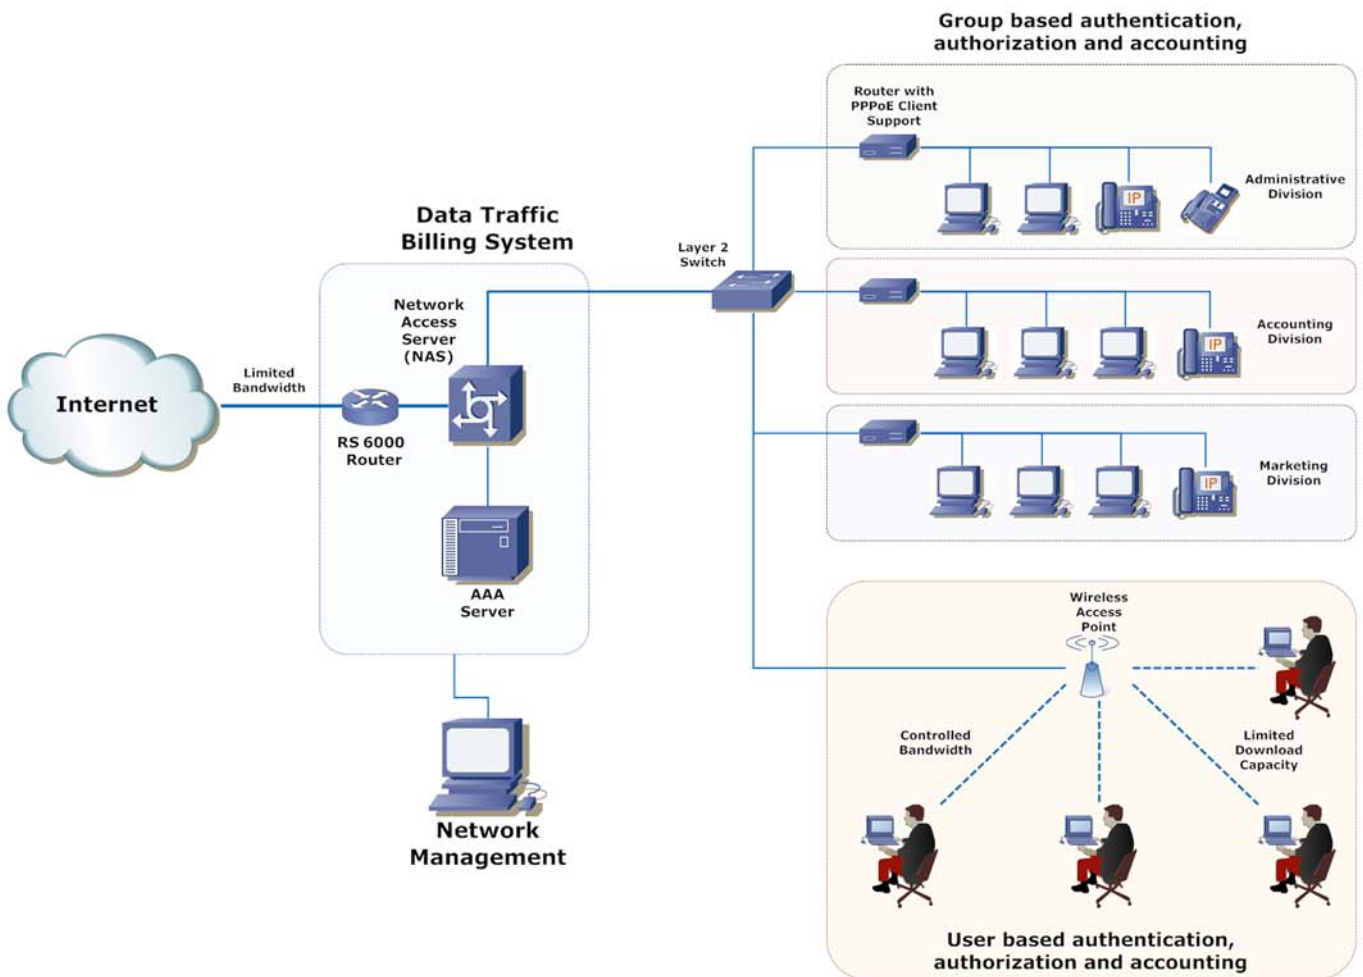 Group based authentication,
authorization and accounting
Router with
PPPoE Client
Support
IP
Administrative
Division
Data Traffic
Billing System
Layer 2
Switch
Network
Access
Server
(NAS)
IP
Accounting
Division
Limited
Bandwidth
Internet
RS 6000
Router
IP
Marketing
Division
AAA
Server
Wireless
Access
Point
Controlled
Bandwidth
Limited
Download
Capacity
Network
Management
User based authentication,
authorization and accounting